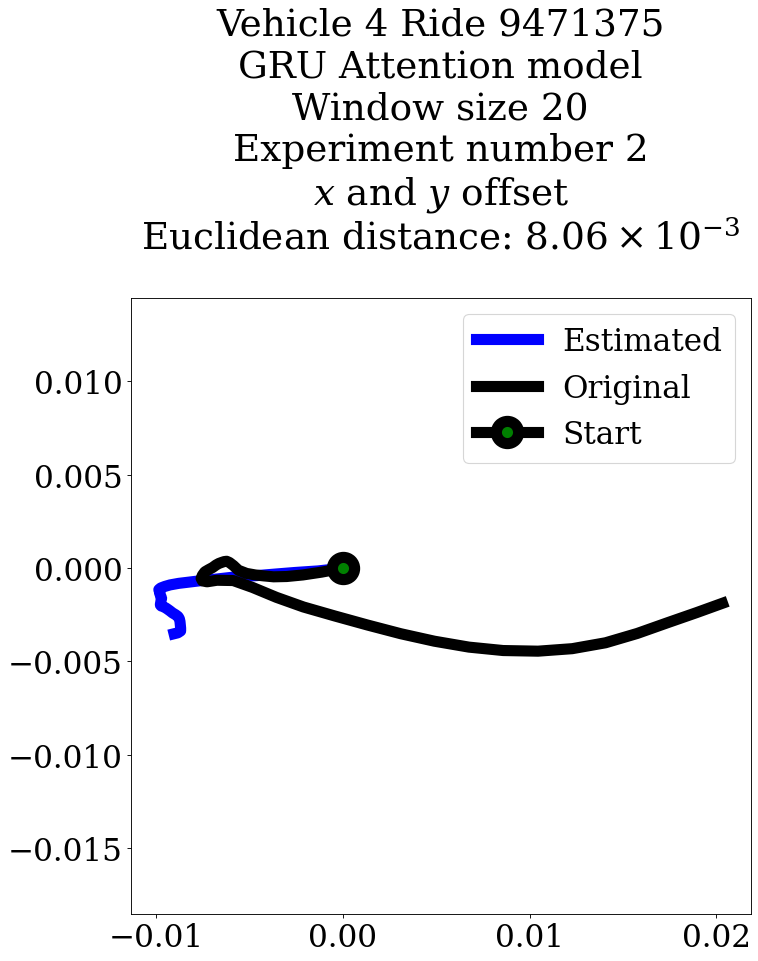 Vehicle 4 Ride 9471375
GRU Attention model
Window size 20
Experiment number 2
x and y offset
Euclidean distance: 8.06 × 10⁻³
Estimated
Original
Start
0.010
0.005
0.000
−0.005
−0.010
−0.015
−0.01 0.00 0.01 0.02